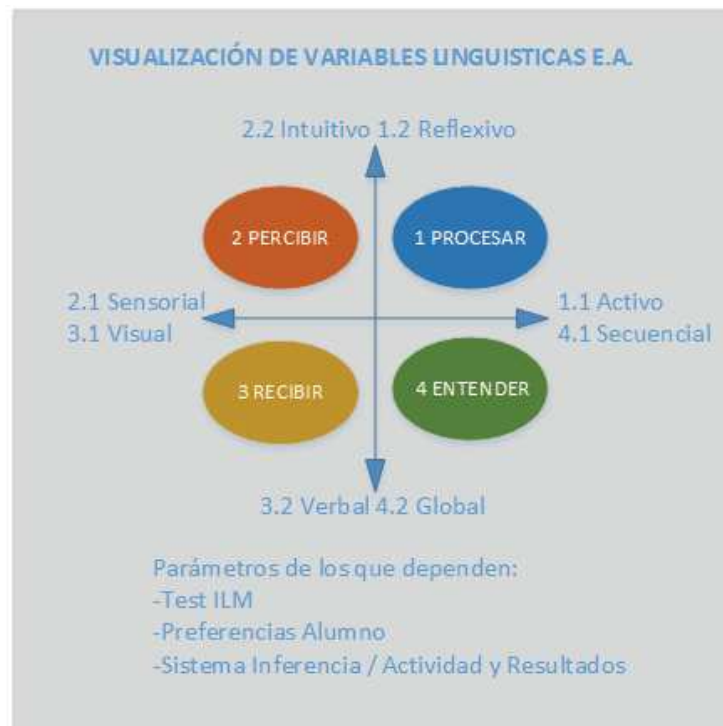 VISUALIZACIÓN DE VARIABLES LINGUISTICAS E.A.
2.2 Intuitivo 1.2 Reflexivo
2 PERCIBIR
1 PROCESAR
2.1 Sensorial
3.1 Visual
1.1 Activo
4.1 Secuencial
3 RECIBIR
4 ENTENDER
3.2 Verbal 4.2 Global
Parámetros de los que dependen:
-Test ILM
-Preferencias Alumno
-Sistema Inferencia / Actividad y Resultados